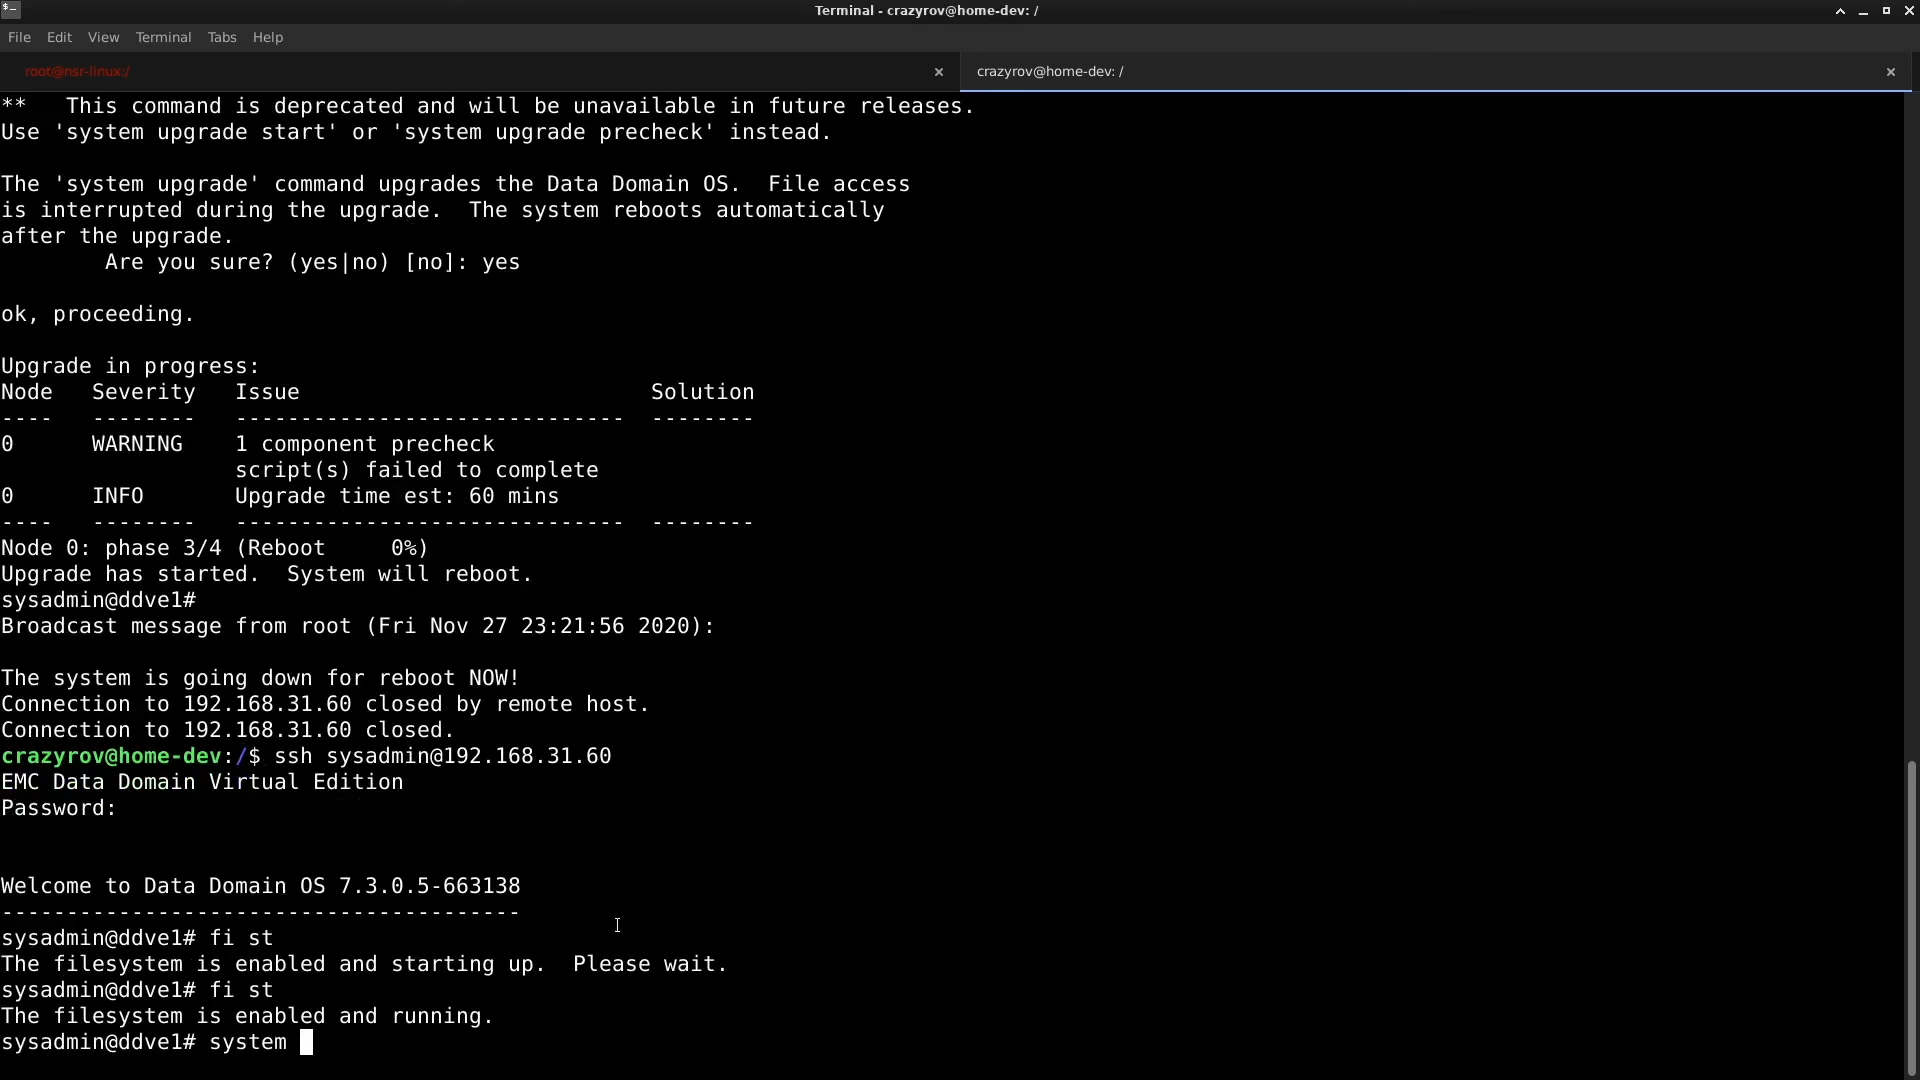 Terminal - crazyrov@home-dev: /
File Edit View Terminal Tabs Help
root@nsr-linux:/
crazyrov@home-dev: /
** This command is deprecated and will be unavailable in future releases.
Use 'system upgrade start' or 'system upgrade precheck' instead.
The 'system upgrade' command upgrades the Data Domain OS. File access
is interrupted during the upgrade. The system reboots automatically
after the upgrade.
Are you sure? (yes|no) [no]: yes
ok, proceeding.
Upgrade in progress:
Node Severity Issue Solution
---- -------- ------------------------------ --------
0 WARNING 1 component precheck
script(s) failed to complete
0 INFO Upgrade time est: 60 mins
---- -------- ------------------------------ --------
Node 0: phase 3/4 (Reboot 0%)
Upgrade has started. System will reboot.
sysadmin@ddve1#
Broadcast message from root (Fri Nov 27 23:21:56 2020):
The system is going down for reboot NOW!
Connection to 192.168.31.60 closed by remote host.
Connection to 192.168.31.60 closed.
crazyrov@home-dev:/$ ssh sysadmin@192.168.31.60
EMC Data Domain Virtual Edition
Password:
Welcome to Data Domain OS 7.3.0.5-663138
----------------------------------------
sysadmin@ddve1# fi st
The filesystem is enabled and starting up. Please wait.
sysadmin@ddve1# fi st
The filesystem is enabled and running.
sysadmin@ddve1# system